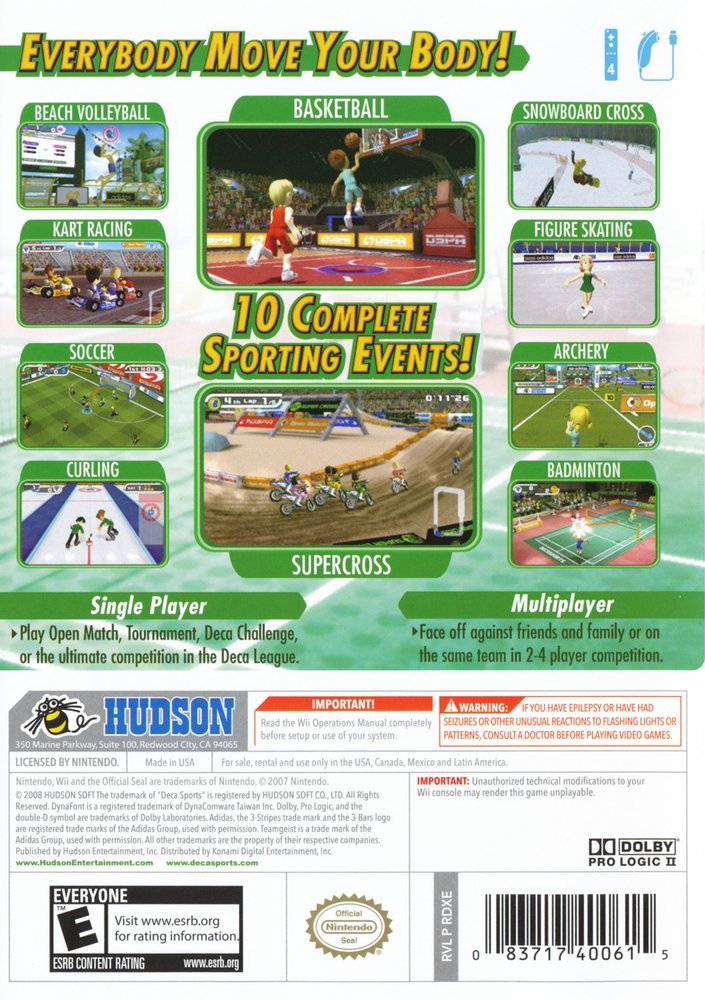 EVERYBODY MOVE YOUR BODY!
4
BEACH VOLLEYBALL
BASKETBALL
SNOWBOARD CROSS
KART RACING
FIGURE SKATING
10 COMPLETE
SPORTING EVENTS!
SOCCER
ARCHERY
4TH Lap 1/5
0'11"26
SUPER CROSS
CURLING
BADMINTON
SUPERCROSS
Single Player
Play Open Match, Tournament, Deca Challenge,
or the ultimate competition in the Deca League.
Multiplayer
Face off against friends and family or on
the same team in 2-4 player competition.
HUDSON
350 Marine Parkway, Suite 100, Redwood City, CA 94065
IMPORTANT!
Read the Wii Operations Manual completely
before setup or use of your system.
WARNING: IF YOU HAVE EPILEPSY OR HAVE HAD
SEIZURES OR OTHER UNUSUAL REACTIONS TO FLASHING LIGHTS OR
PATTERNS, CONSULT A DOCTOR BEFORE PLAYING VIDEO GAMES.
LICENSED BY NINTENDO.
Made in USA
For sale, rental and use only in the USA, Canada, Mexico and Latin America.
Nintendo, Wii and the Official Seal are trademarks of Nintendo. © 2007 Nintendo.
© 2008 HUDSON SOFT The trademark of "Deca Sports" is registered by HUDSON SOFT CO., LTD. All Rights
Reserved. DynaFont is a registered trademark of DynaComware Taiwan Inc. Dolby, Pro Logic, and the
double-D symbol are trademarks of Dolby Laboratories. Adidas, the 3-Stripes trade mark and the 3-Bars logo
are registered trade marks of the Adidas Group, used with permission. Teamgeist is a trade mark of the
Adidas Group, used with permission. All other trademarks are the property of their respective companies.
Published by Hudson Entertainment, Inc. Distributed by Konami Digital Entertainment, Inc.
www.HudsonEntertainment.com www.decasports.com
IMPORTANT: Unauthorized technical modifications to your
Wii console may render this game unplayable.
DOLBY
PRO LOGIC II
EVERYONE
E
TM
Visit www.esrb.org
for rating information.
ESRB CONTENT RATING www.esrb.org
Official
Nintendo
Seal
RVL P RDXE
0 83717 40061 5